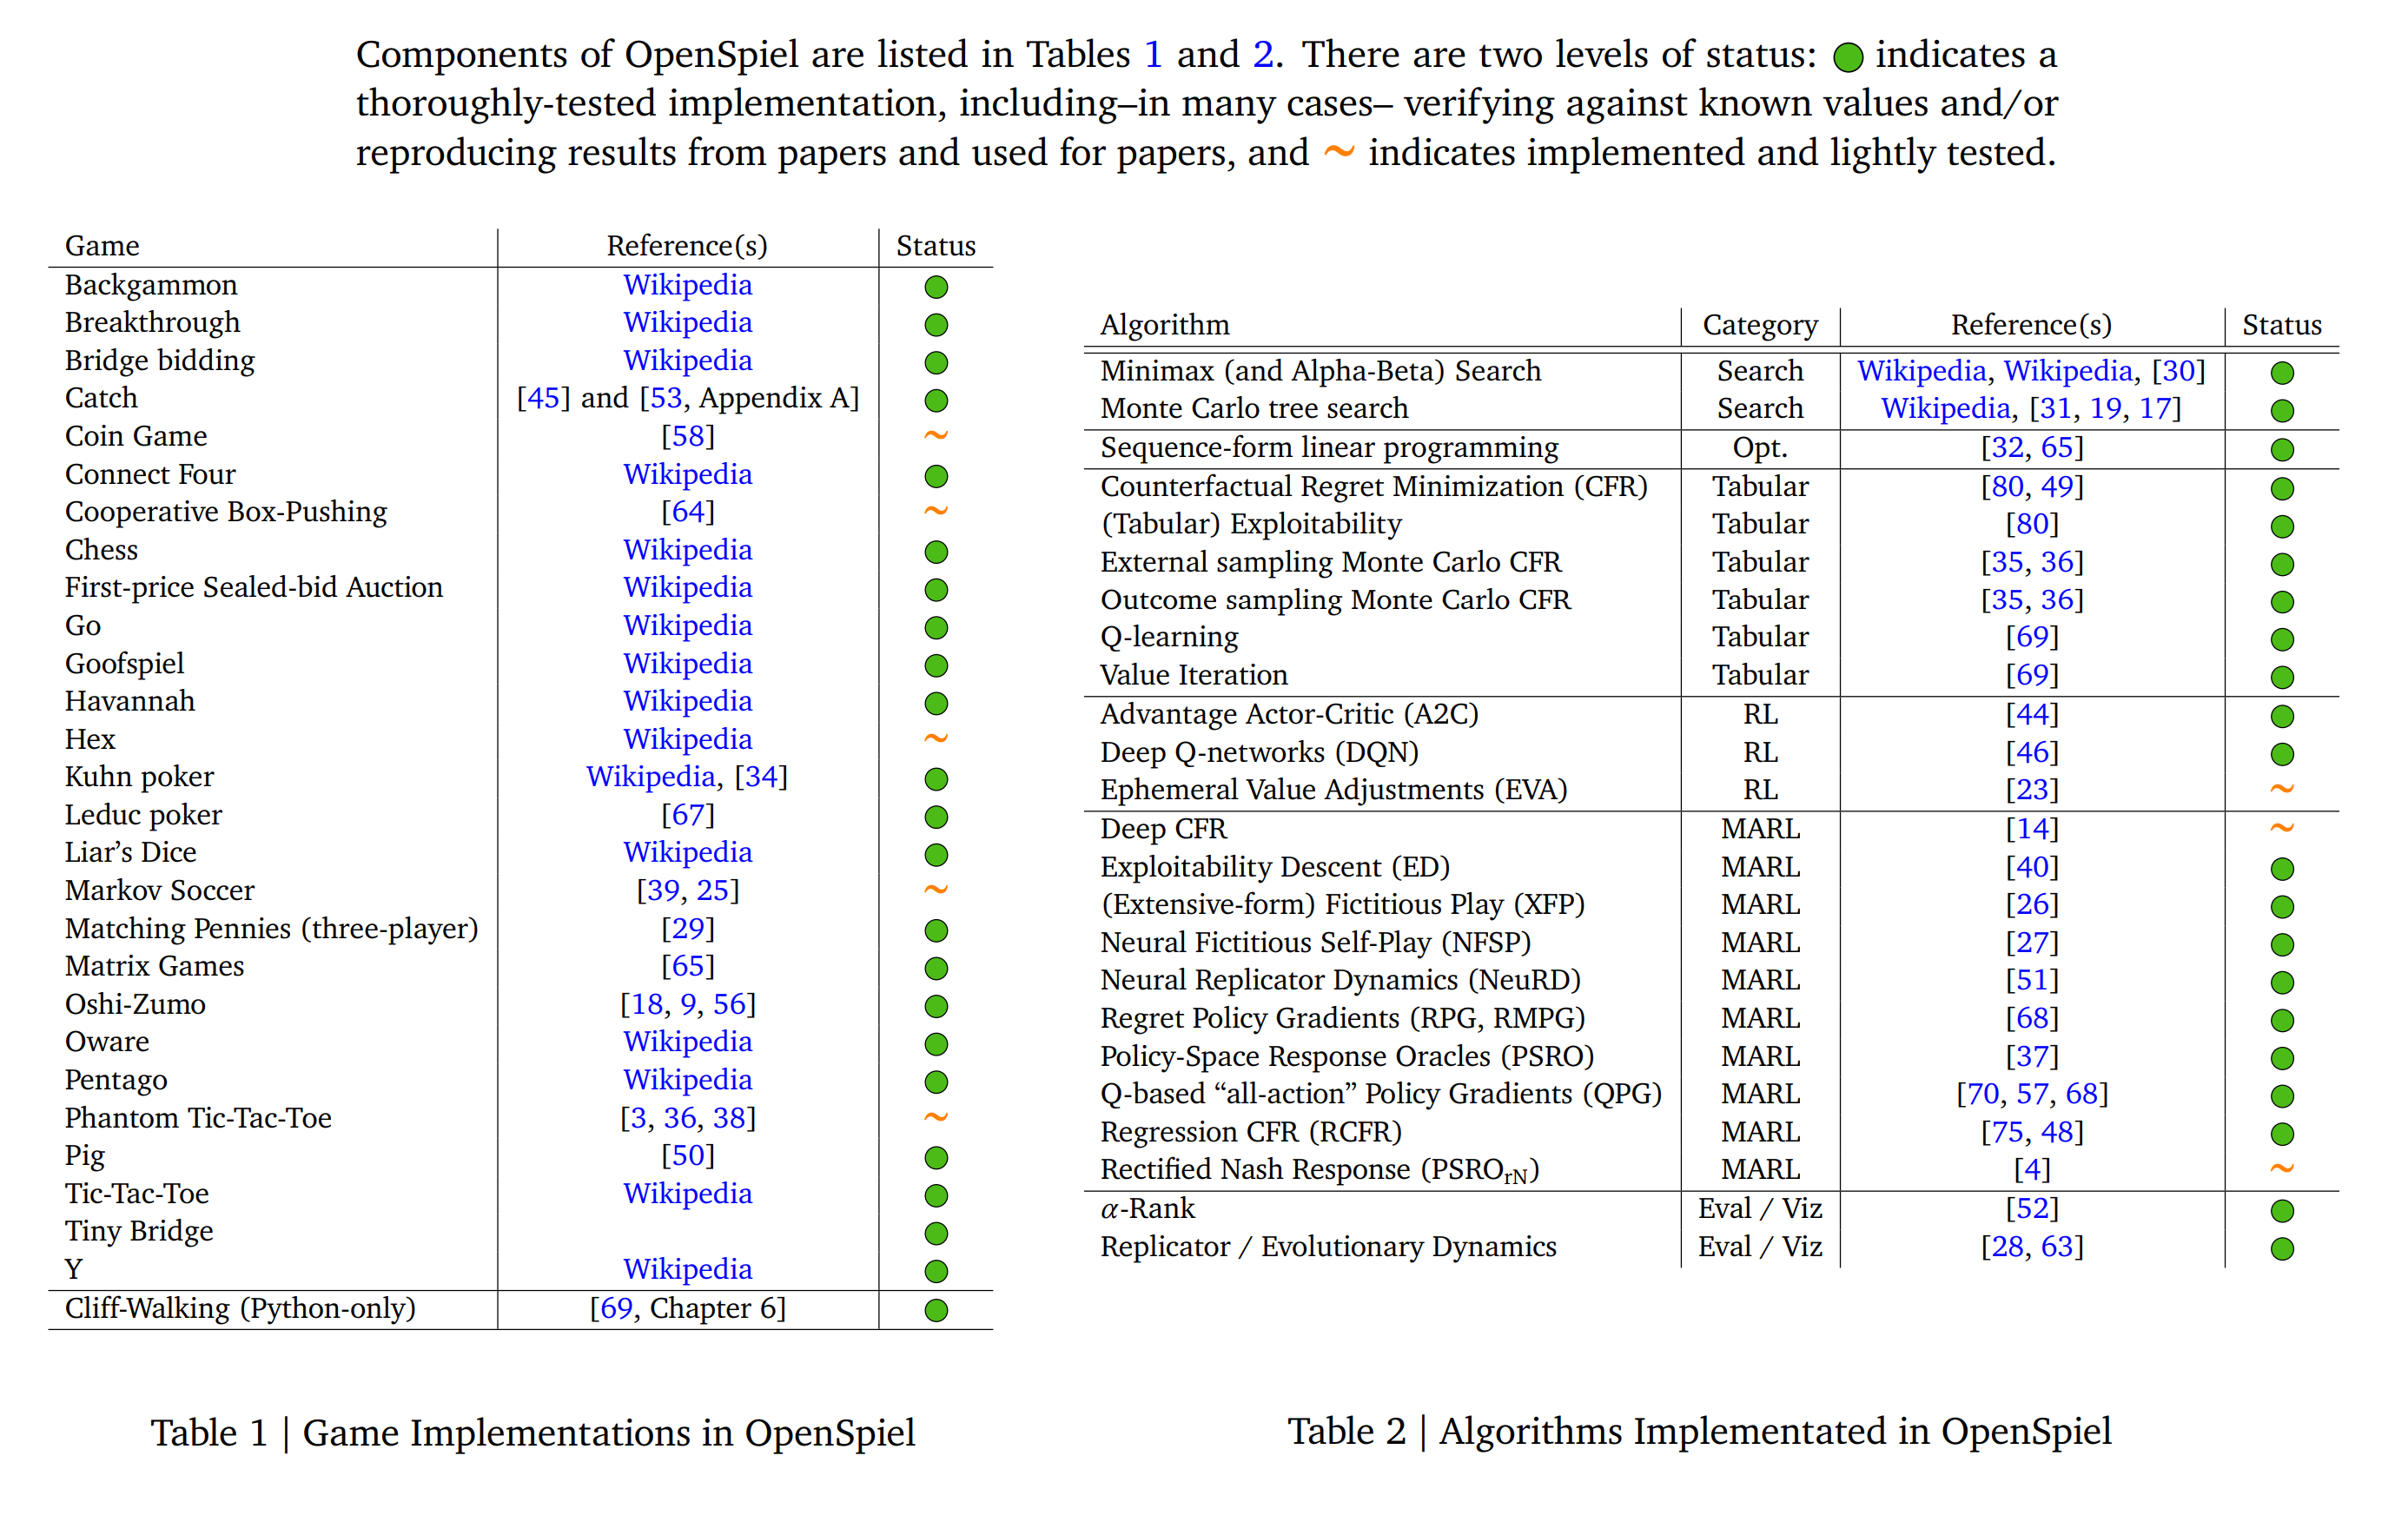 Components of OpenSpiel are listed in Tables 1 and 2. There are two levels of status: indicates a
thoroughly-tested implementation, including–in many cases– verifying against known values and/or
reproducing results from papers and used for papers, and ~ indicates implemented and lightly tested.
Game Reference(s) Status
Backgammon Wikipedia
Breakthrough Wikipedia
Bridge bidding Wikipedia
Catch [45] and [53, Appendix A]
Coin Game [58] ~
Connect Four Wikipedia
Cooperative Box-Pushing [64] ~
Chess Wikipedia
First-price Sealed-bid Auction Wikipedia
Go Wikipedia
Goofspiel Wikipedia
Havannah Wikipedia
Hex Wikipedia ~
Kuhn poker Wikipedia, [34]
Leduc poker [67]
Liar’s Dice Wikipedia
Markov Soccer [39, 25] ~
Matching Pennies (three-player) [29]
Matrix Games [65]
Oshi-Zumo [18, 9, 56]
Oware Wikipedia
Pentago Wikipedia
Phantom Tic-Tac-Toe [3, 36, 38] ~
Pig [50]
Tic-Tac-Toe Wikipedia
Tiny Bridge
Y Wikipedia
Cliff-Walking (Python-only) [69, Chapter 6]
Table 1 | Game Implementations in OpenSpiel
Algorithm Category Reference(s) Status
Minimax (and Alpha-Beta) Search Search Wikipedia, Wikipedia, [30]
Monte Carlo tree search Search Wikipedia, [31, 19, 17]
Sequence-form linear programming Opt. [32, 65]
Counterfactual Regret Minimization (CFR) Tabular [80, 49]
(Tabular) Exploitability Tabular [80]
External sampling Monte Carlo CFR Tabular [35, 36]
Outcome sampling Monte Carlo CFR Tabular [35, 36]
Q-learning Tabular [69]
Value Iteration Tabular [69]
Advantage Actor-Critic (A2C) RL [44]
Deep Q-networks (DQN) RL [46]
Ephemeral Value Adjustments (EVA) RL [23] ~
Deep CFR MARL [14] ~
Exploitability Descent (ED) MARL [40]
(Extensive-form) Fictitious Play (XFP) MARL [26]
Neural Fictitious Self-Play (NFSP) MARL [27]
Neural Replicator Dynamics (NeuRD) MARL [51]
Regret Policy Gradients (RPG, RMPG) MARL [68]
Policy-Space Response Oracles (PSRO) MARL [37]
Q-based “all-action” Policy Gradients (QPG) MARL [70, 57, 68]
Regression CFR (RCFR) MARL [75, 48]
Rectified Nash Response (PSROrN) MARL [4] ~
α-Rank Eval / Viz [52]
Replicator / Evolutionary Dynamics Eval / Viz [28, 63]
Table 2 | Algorithms Implementated in OpenSpiel